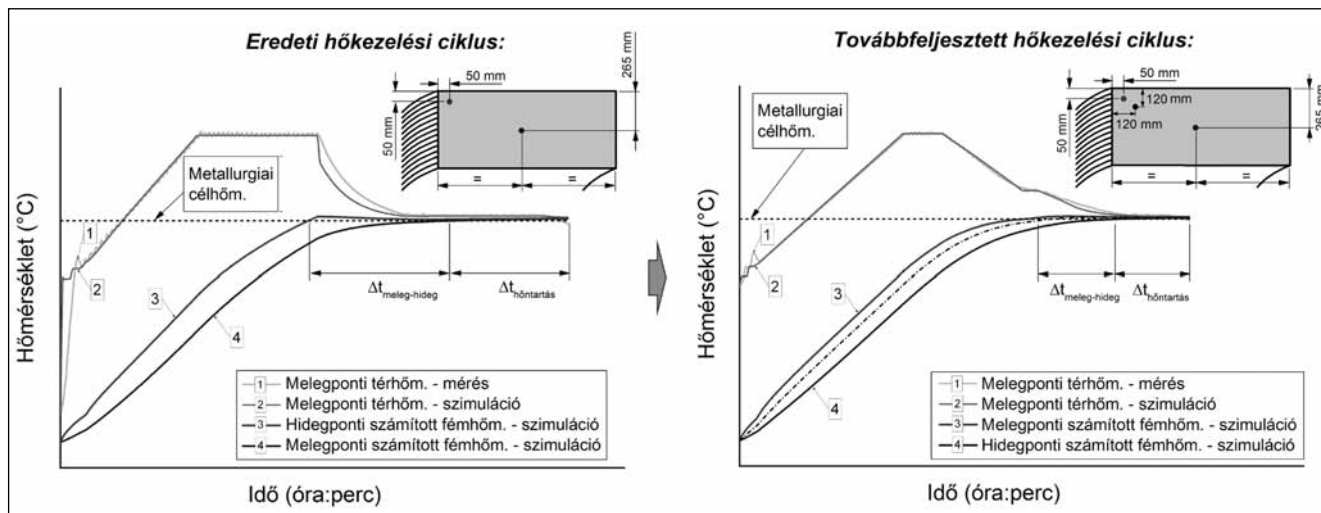 Eredeti hőkezelési ciklus:
50 mm
265 mm
50 mm
=
=
Metallurgiai
célhőm.
1
2
3
4
Δt meleg-hideg
Δt hőntartás
Hőmérséklet (°C)
1 Melegponti térhőm. - mérés
2 Melegponti térhőm. - szimuláció
3 Hidegponti számított fémhőm. - szimuláció
4 Melegponti számított fémhőm. - szimuláció
Idő (óra:perc)
Továbbfeljesztett hőkezelési ciklus:
50 mm
120 mm
120 mm
265 mm
50 mm
=
=
Metallurgiai
célhőm.
1
2
3
4
Δt meleg-hideg
Δt hőntartás
Hőmérséklet (°C)
1 Melegponti térhőm. - mérés
2 Melegponti térhőm. - szimuláció
3 Melegponti számított fémhőm. - szimuláció
4 Hidegponti számított fémhőm. - szimuláció
Idő (óra:perc)